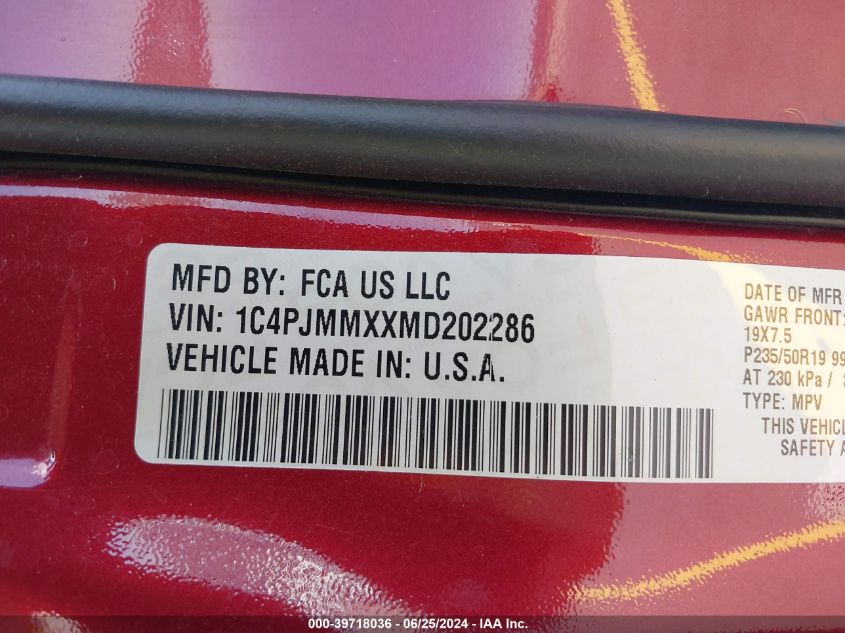 MFD BY: FCA US LLC
VIN: 1C4PJMMXXMD202286
VEHICLE MADE IN: U.S.A.
DATE OF MFR
GAWR FRONT:
19X7.5
P235/50R19 99
AT 230 kPa /
TYPE: MPV
THIS VEHICL
SAFETY A
000-39718036 - 06/25/2024 - IAA Inc.